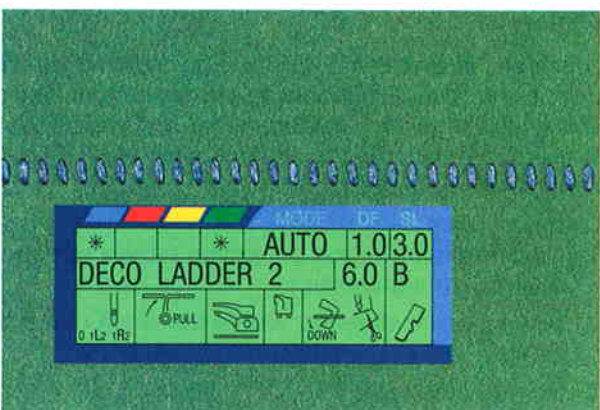 MODE DF SL
* * AUTO 1.0 3.0
DECO LADDER 2 6.0 B
PULL
0 1L2 1R2 DOWN